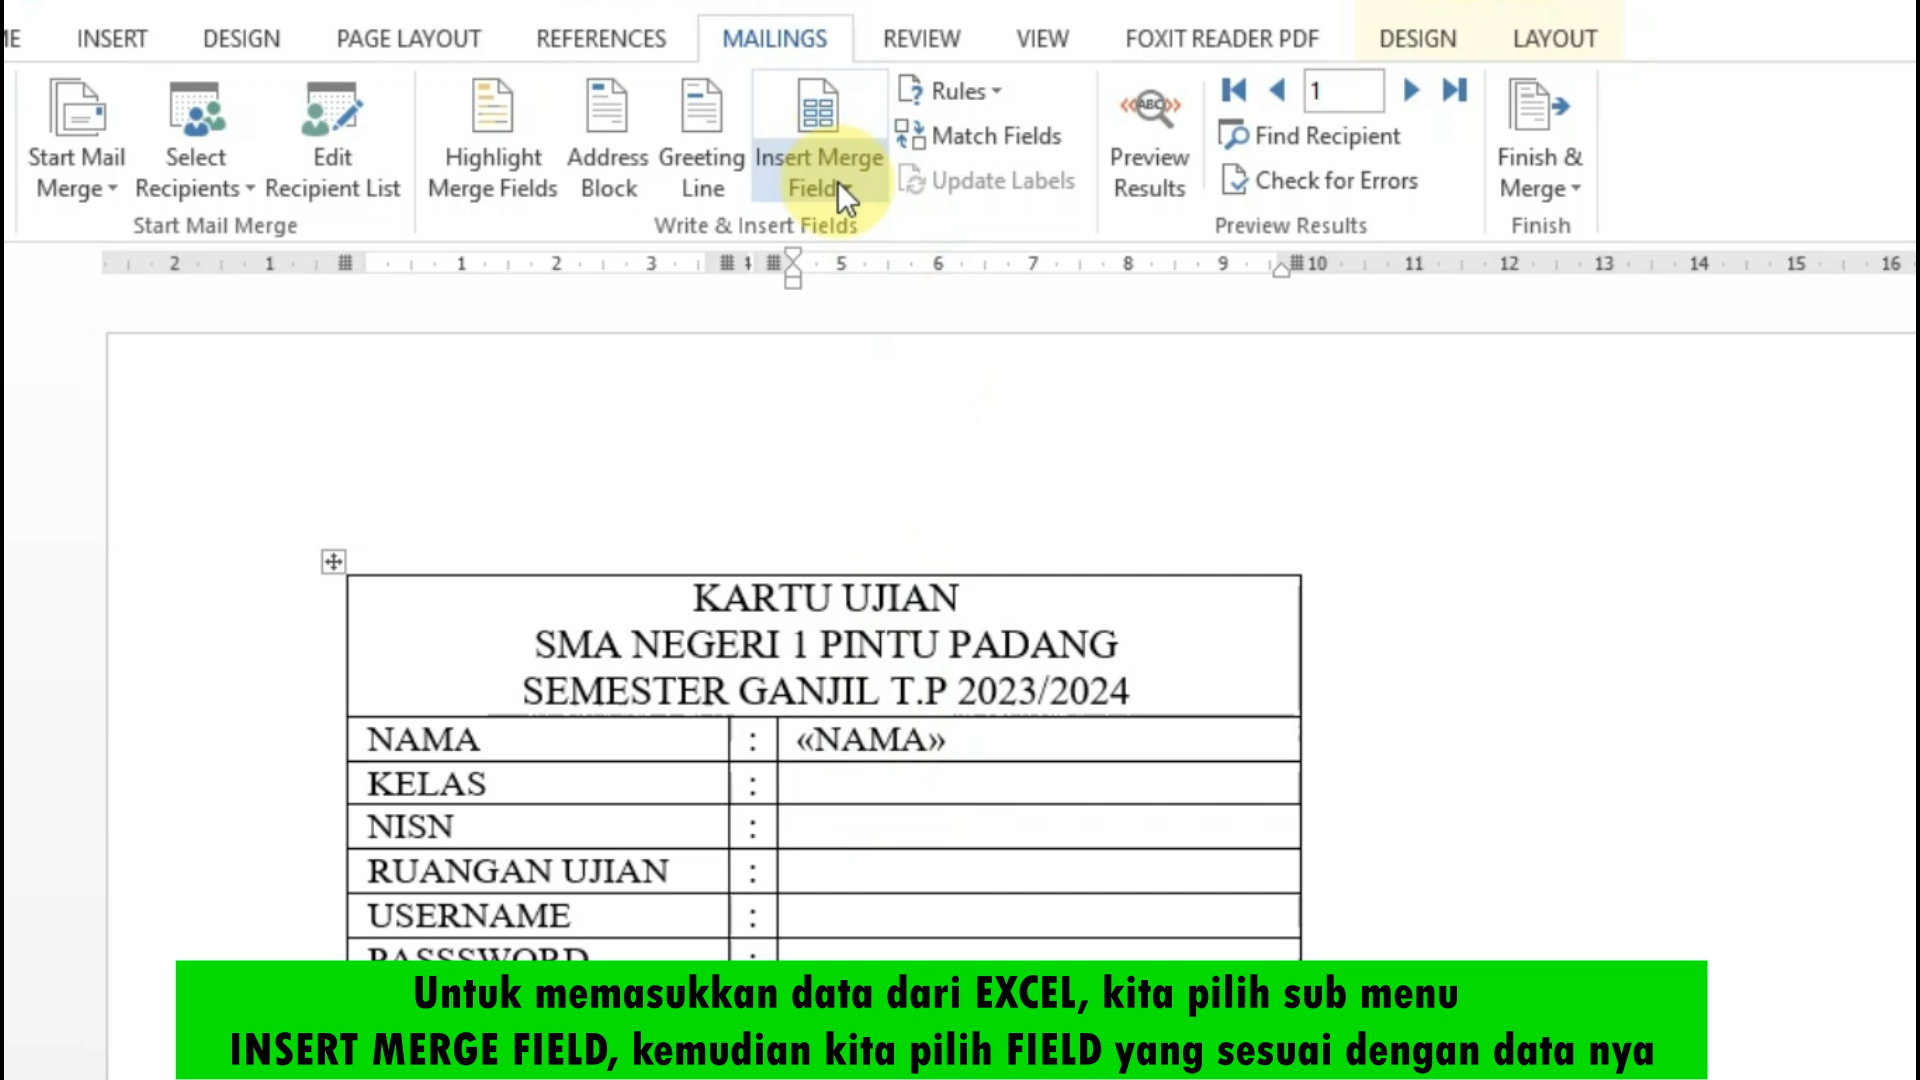 INSERT DESIGN PAGE LAYOUT REFERENCES MAILINGS REVIEW VIEW FOXIT READER PDF DESIGN LAYOUT
Start Mail Merge
Select Recipients
Edit Recipient List
Start Mail Merge
Highlight Merge Fields
Address Block
Greeting Line
Insert Merge Field
Rules
Match Fields
Update Labels
Write & Insert Fields
«ABC»
Preview Results
1
Find Recipient
Check for Errors
Preview Results
Finish & Merge
Finish
2 1 1 2 3 4 5 6 7 8 9 10 11 12 13 14 15 16
KARTU UJIAN
SMA NEGERI 1 PINTU PADANG
SEMESTER GANJIL T.P 2023/2024
NAMA : «NAMA»
KELAS :
NISN :
RUANGAN UJIAN :
USERNAME :
PASSSWORD :
Untuk memasukkan data dari EXCEL, kita pilih sub menu
INSERT MERGE FIELD, kemudian kita pilih FIELD yang sesuai dengan data nya